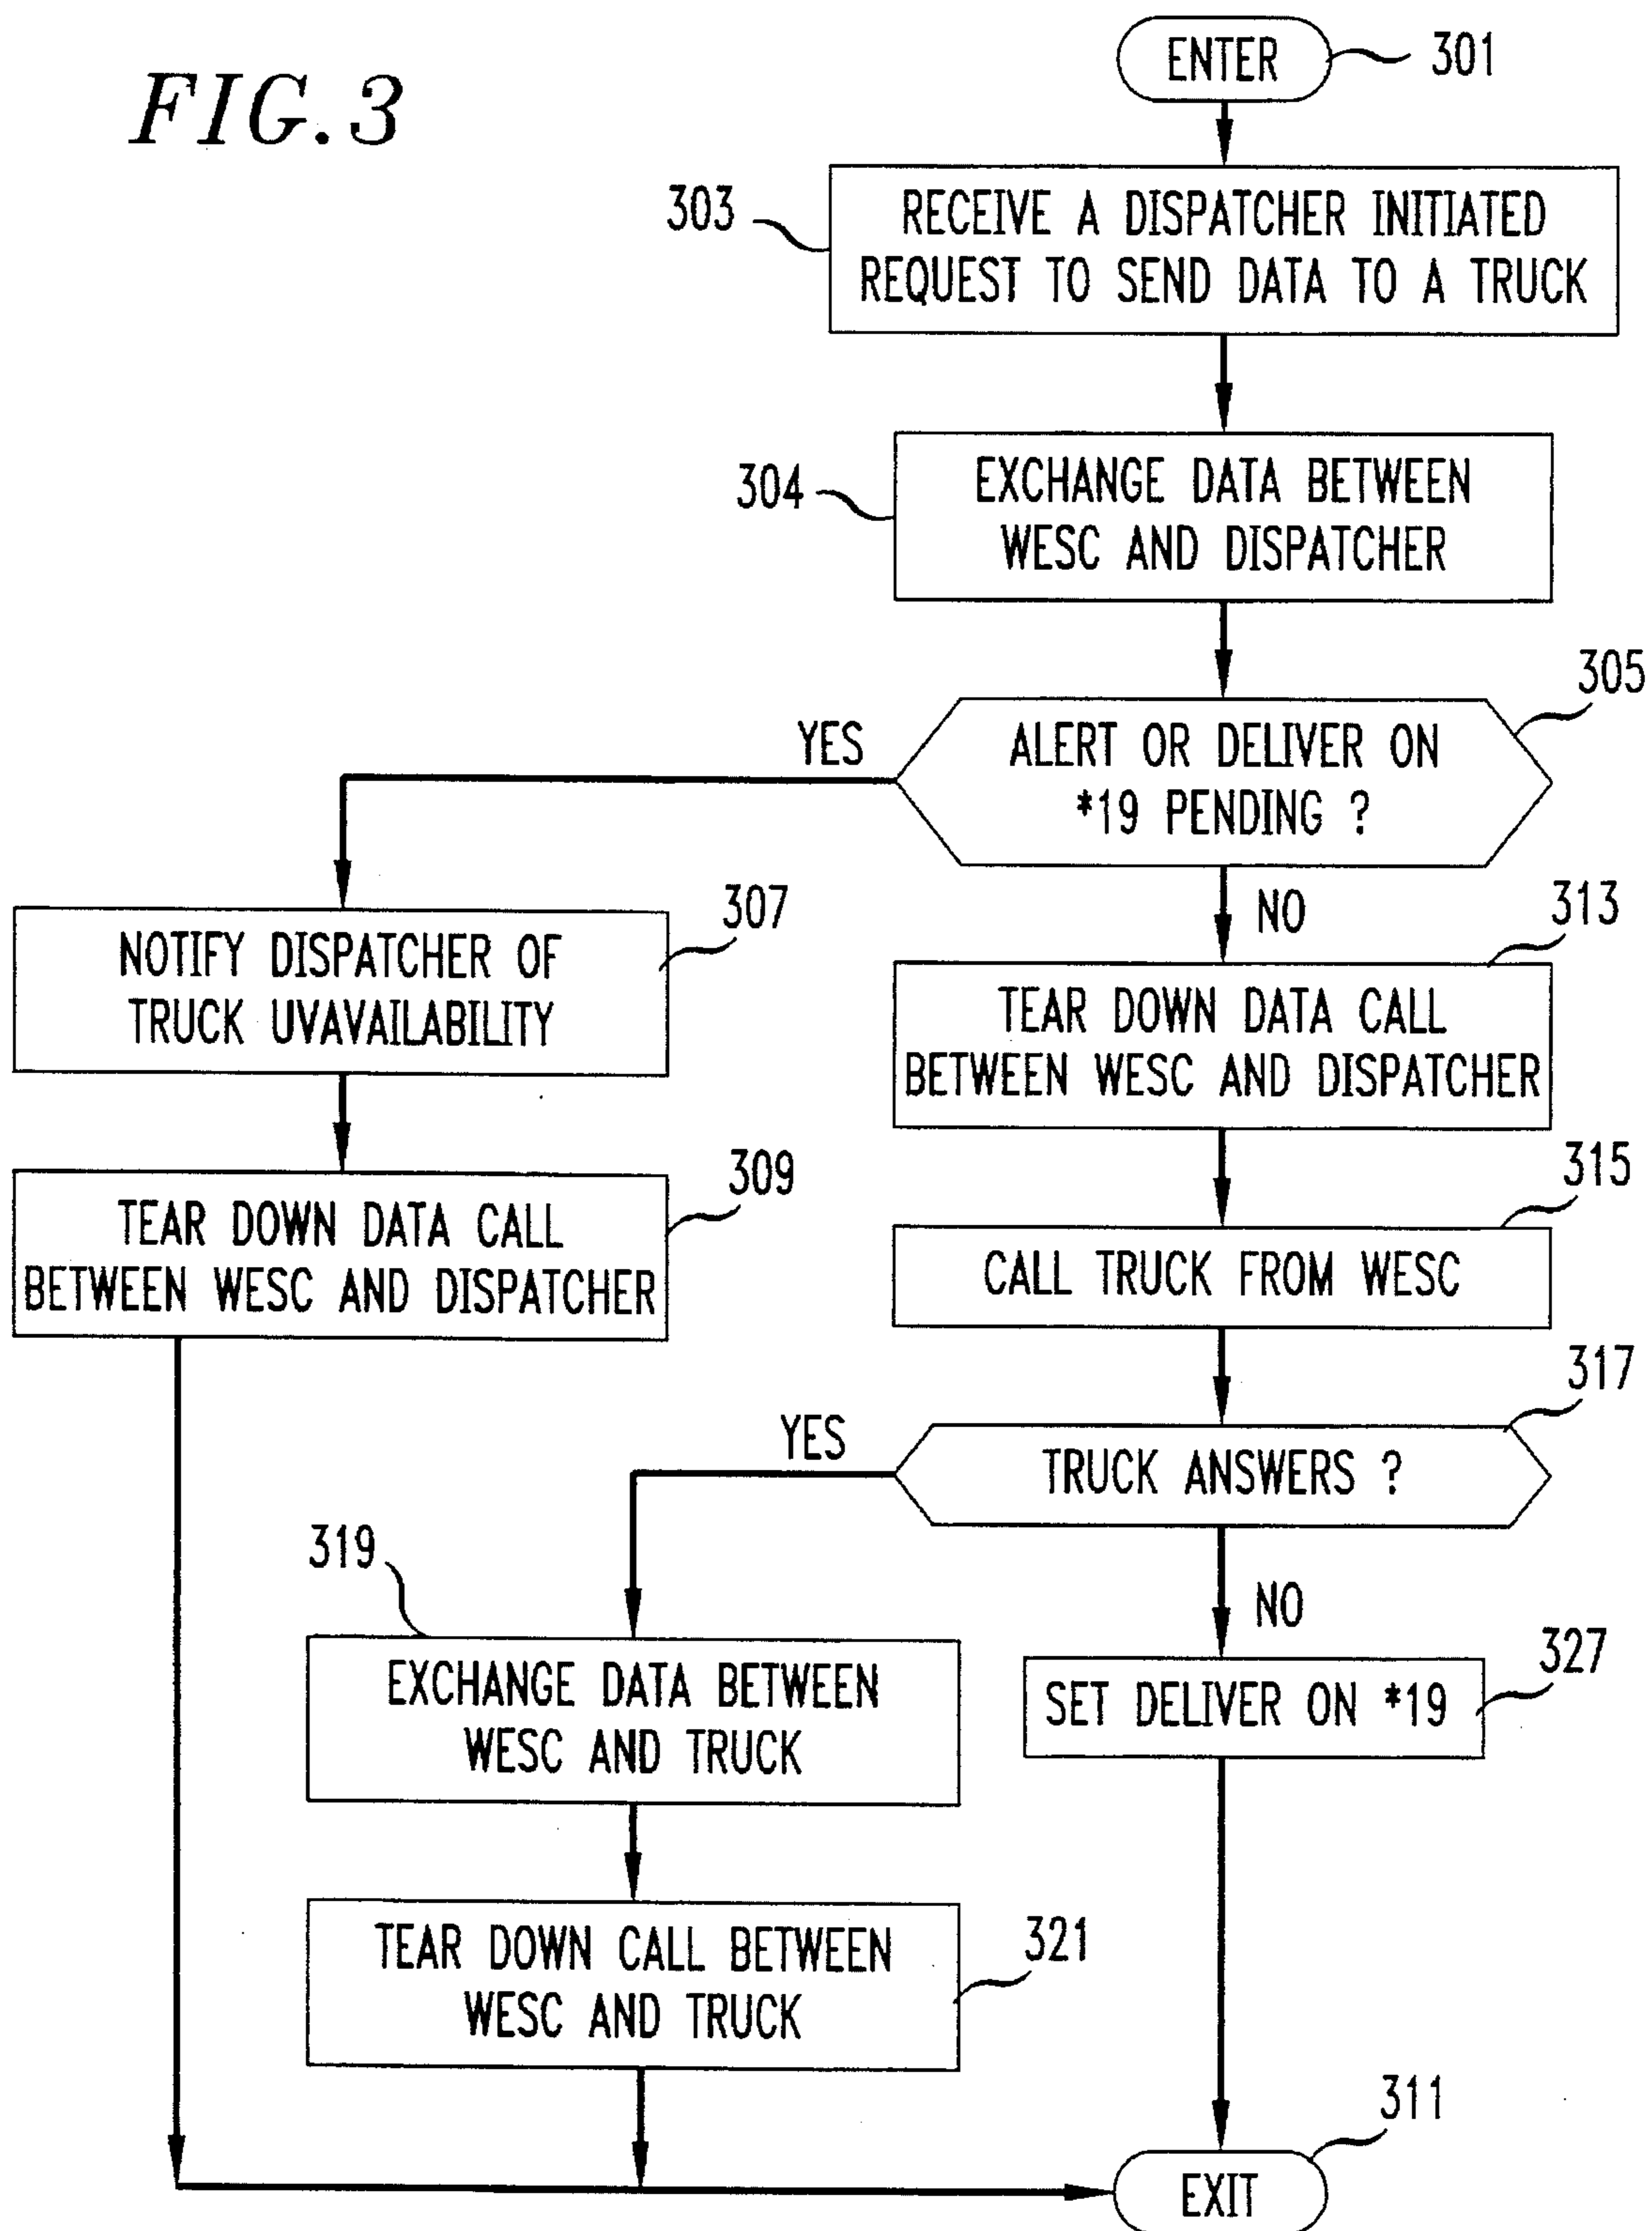 FIG. 3
ENTER
301
303
RECEIVE A DISPATCHER INITIATED
REQUEST TO SEND DATA TO A TRUCK
304
EXCHANGE DATA BETWEEN
WESC AND DISPATCHER
305
YES
ALERT OR DELIVER ON
*19 PENDING ?
307
NOTIFY DISPATCHER OF
TRUCK UVAVAILABILITY
NO
313
TEAR DOWN DATA CALL
BETWEEN WESC AND DISPATCHER
309
TEAR DOWN DATA CALL
BETWEEN WESC AND DISPATCHER
315
CALL TRUCK FROM WESC
317
YES
TRUCK ANSWERS ?
319
EXCHANGE DATA BETWEEN
WESC AND TRUCK
NO
327
SET DELIVER ON *19
TEAR DOWN CALL BETWEEN
WESC AND TRUCK
321
311
EXIT